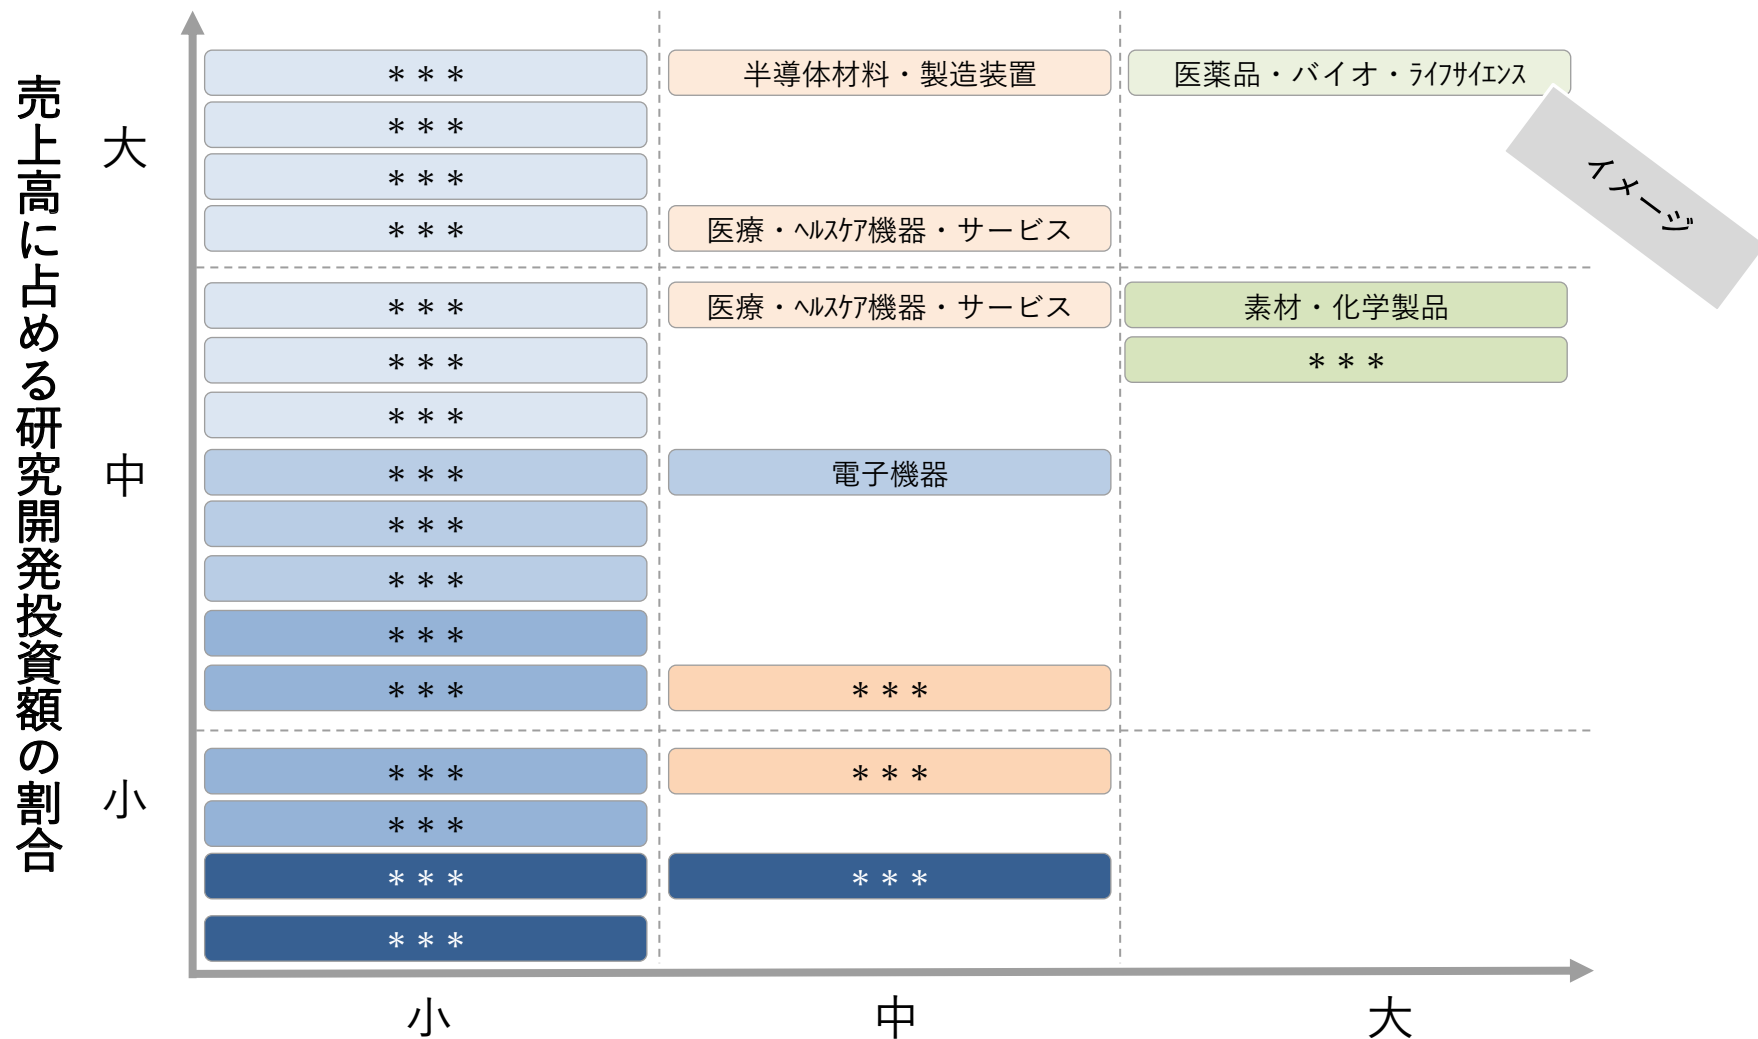 売上高に占める研究開発投資額の割合
大
＊＊＊
半導体材料・製造装置
医薬品・バイオ・ﾗｲﾌｻｲｴﾝｽ
イメージ
＊＊＊
＊＊＊
＊＊＊
医療・ﾍﾙｽｹｱ機器・サービス
中
＊＊＊
医療・ﾍﾙｽｹｱ機器・サービス
素材・化学製品
＊＊＊
＊＊＊
＊＊＊
＊＊＊
電子機器
＊＊＊
＊＊＊
＊＊＊
＊＊＊
＊＊＊
小
＊＊＊
＊＊＊
＊＊＊
＊＊＊
＊＊＊
＊＊＊
小
中
大